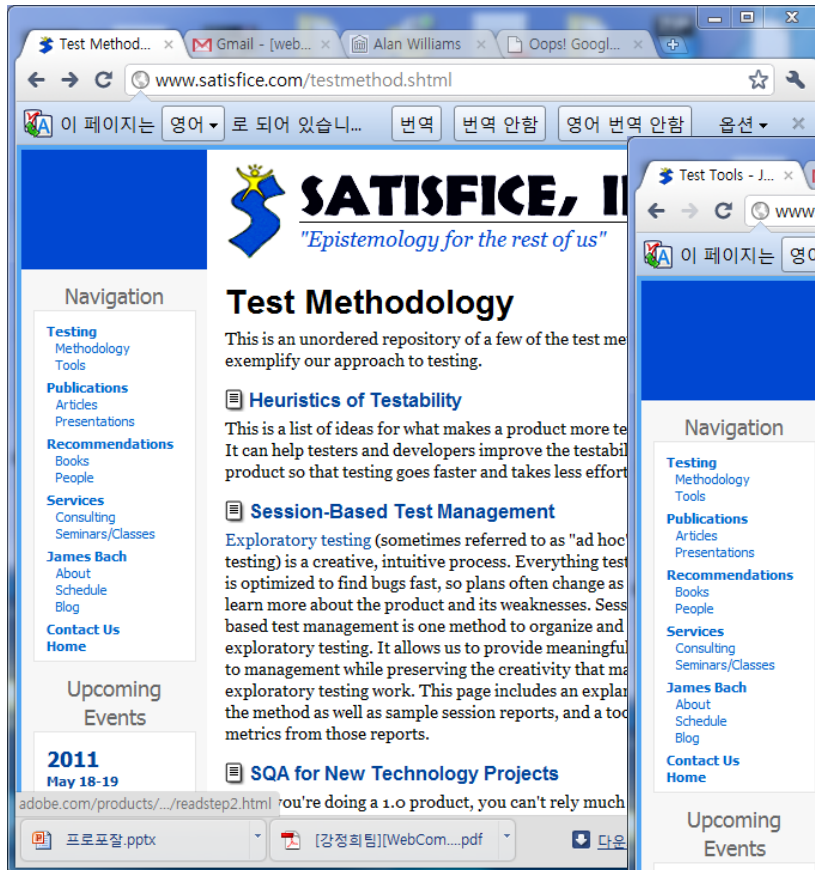 Test Method...
Gmail - [web...
Alan Williams
Oops! Googl...
www.satisfice.com/testmethod.shtml
이 페이지는 영어 로 되어 있습니... 번역 번역 안함 영어 번역 안함 옵션
SATISFICE, I
"Epistemology for the rest of us"
Navigation
Testing
Methodology
Tools
Publications
Articles
Presentations
Recommendations
Books
People
Services
Consulting
Seminars/Classes
James Bach
About
Schedule
Blog
Contact Us
Home
Upcoming
Events
2011
May 18-19
adobe.com/products/.../readstep2.html
Test Methodology
This is an unordered repository of a few of the test me
exemplify our approach to testing.
Heuristics of Testability
This is a list of ideas for what makes a product more te
It can help testers and developers improve the testabil
product so that testing goes faster and takes less effort
Session-Based Test Management
Exploratory testing (sometimes referred to as "ad hoc"
testing) is a creative, intuitive process. Everything test
is optimized to find bugs fast, so plans often change as
learn more about the product and its weaknesses. Sess
based test management is one method to organize and
exploratory testing. It allows us to provide meaningful
to management while preserving the creativity that ma
exploratory testing work. This page includes an explan
the method as well as sample session reports, and a too
metrics from those reports.
SQA for New Technology Projects
you're doing a 1.0 product, you can't rely much
프로포잘.pptx
[강정희팀][WebCom....pdf
다운
Test Tools - J...
www
이 페이지는 영어
Navigation
Testing
Methodology
Tools
Publications
Articles
Presentations
Recommendations
Books
People
Services
Consulting
Seminars/Classes
James Bach
About
Schedule
Blog
Contact Us
Home
Upcoming
Events